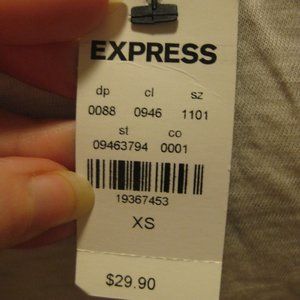 EXPRESS
dp cl sz
0088 0946 1101
st co
09463794 0001
19367453
XS
$29.90